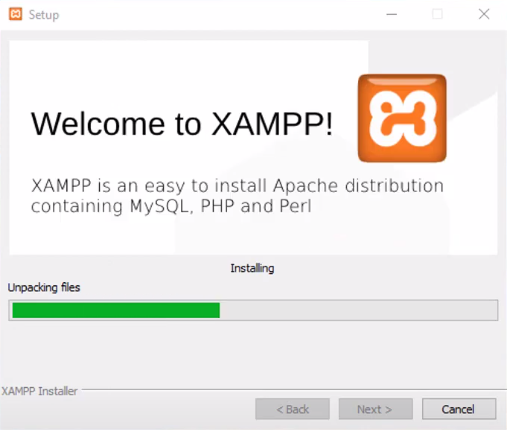 Setup
Welcome to XAMPP!
XAMPP is an easy to install Apache distribution
containing MySQL, PHP and Perl
Installing
Unpacking files
XAMPP Installer
< Back
Next >
Cancel